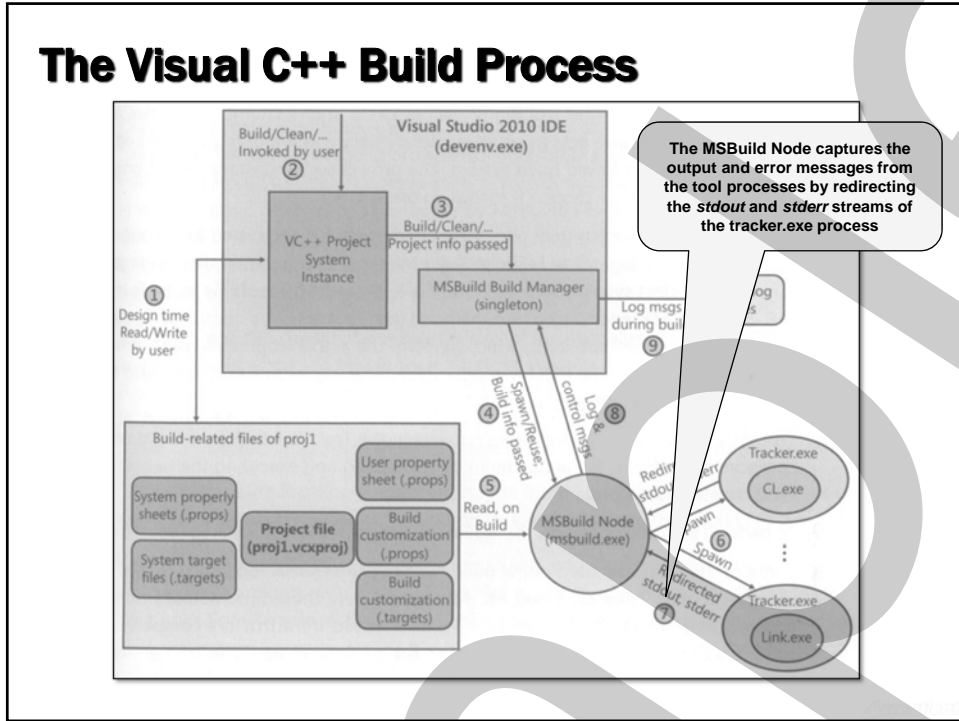 The Visual C++ Build Process
Visual Studio 2010 IDE
(devenv.exe)
Build/Clean/...
Invoked by user
②
VC++ Project
System
Instance
③
Build/Clean/...
Project info passed
MSBuild Build Manager
(singleton)
The MSBuild Node captures the
output and error messages from
the tool processes by redirecting
the stdout and stderr streams of
the tracker.exe process
①
Design time
Read/Write
by user
Log msgs
during
⑨
④
Spawn/Reuse;
Build info passed
Log &
control msgs
⑧
Build-related files of proj1
System properly
sheets (.props)
System target
files (.targets)
Project file
(proj1.vcxproj)
User property
sheet (.props)
Build
customization
(.props)
Build
customization
(.targets)
⑤
Read, on
Build
MSBuild Node
(msbuild.exe)
Tracker.exe
CL.exe
⑥
Spawn
Redirected
stdout, stderr
⑦
Tracker.exe
Link.exe